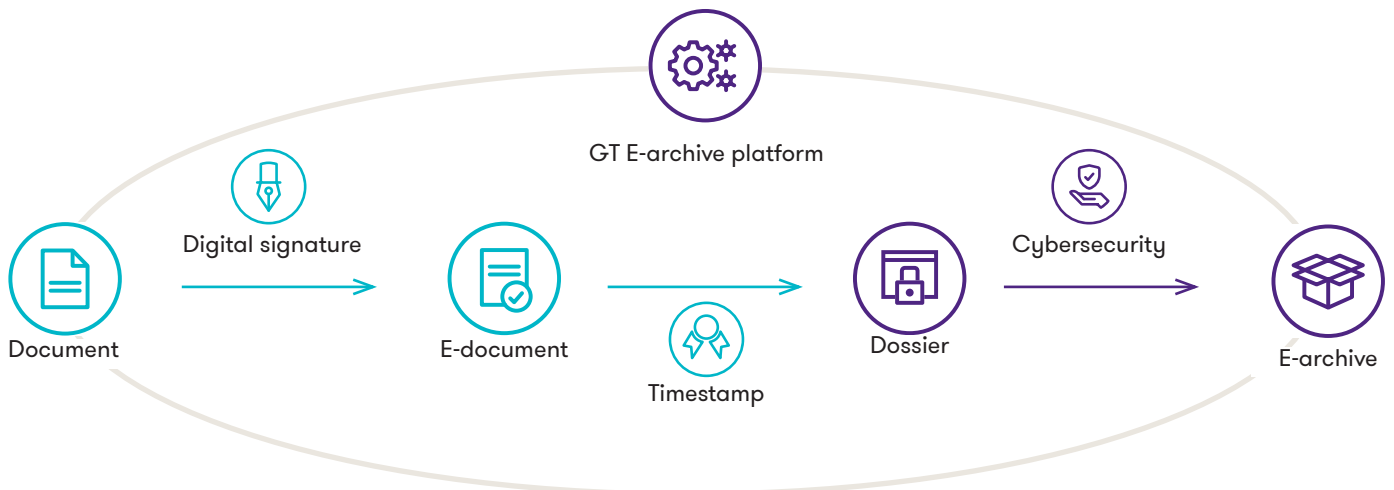 GT E-archive platform
Digital signature
Cybersecurity
Document
E-document
Timestamp
Dossier
E-archive